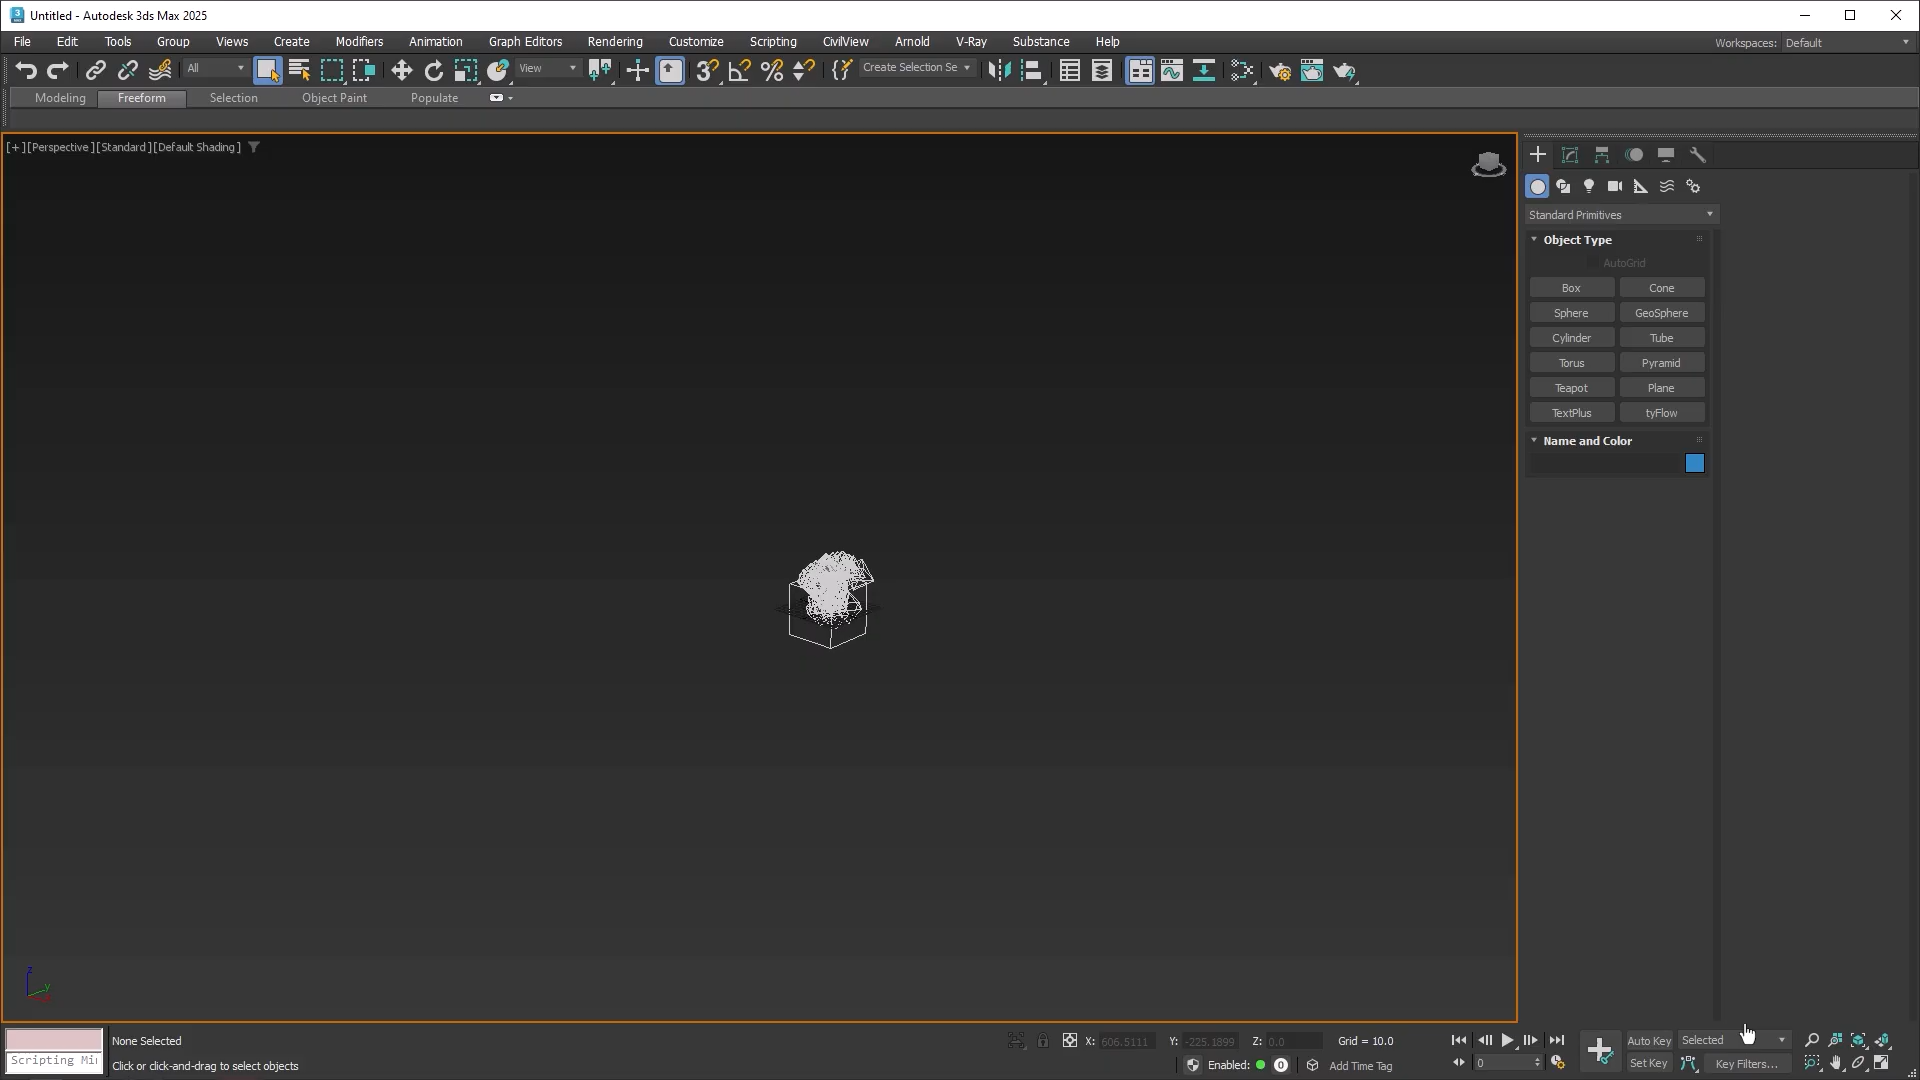 Untitled - Autodesk 3ds Max 2025
File Edit Tools Group Views Create Modifiers Animation Graph Editors Rendering Customize Scripting CivilView Arnold V-Ray Substance Help
Workspaces: Default
All
View
Create Selection Se
Modeling Freeform Selection Object Paint Populate
[+][Perspective][Standard][Default Shading]
Standard Primitives
Object Type
AutoGrid
Box Cone
Sphere GeoSphere
Cylinder Tube
Torus Pyramid
Teapot Plane
TextPlus tyFlow
Name and Color
z
y
None Selected
X: 606.5111 Y: -225.1899 Z: 0.0 Grid = 10.0
Auto Key Selected
Scripting Mi
Click or click-and-drag to select objects
Enabled: 0 Add Time Tag
0
Set Key Key Filters...